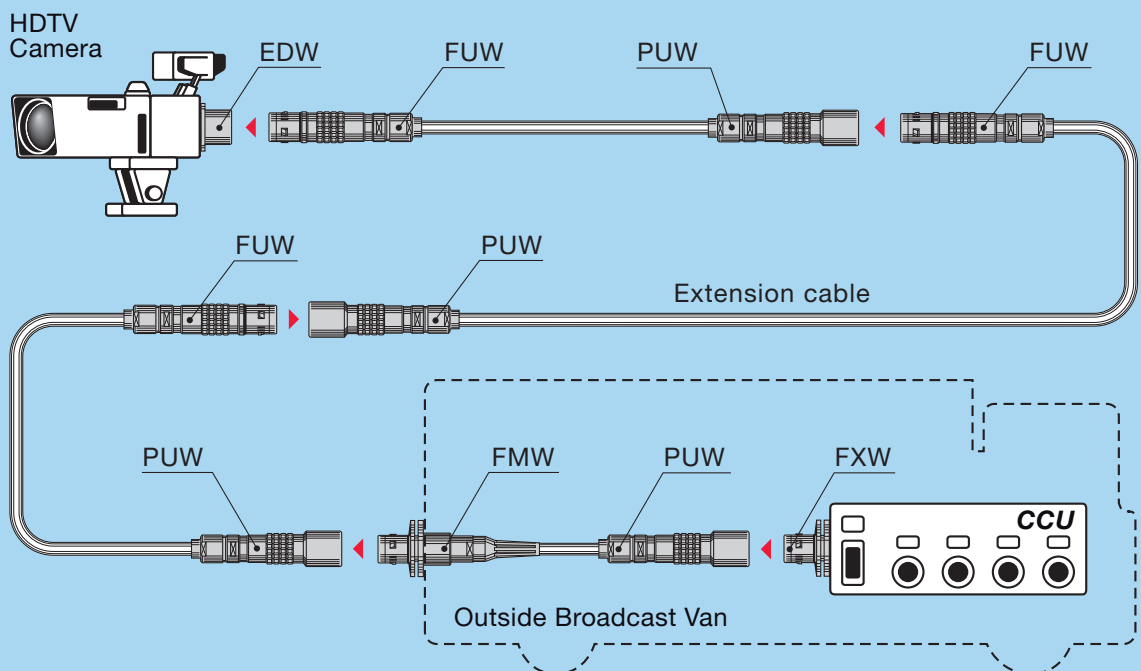 HDTV
Camera
EDW
FUW
PUW
FUW
FUW
PUW
Extension cable
PUW
FMW
PUW
FXW
CCU
Outside Broadcast Van